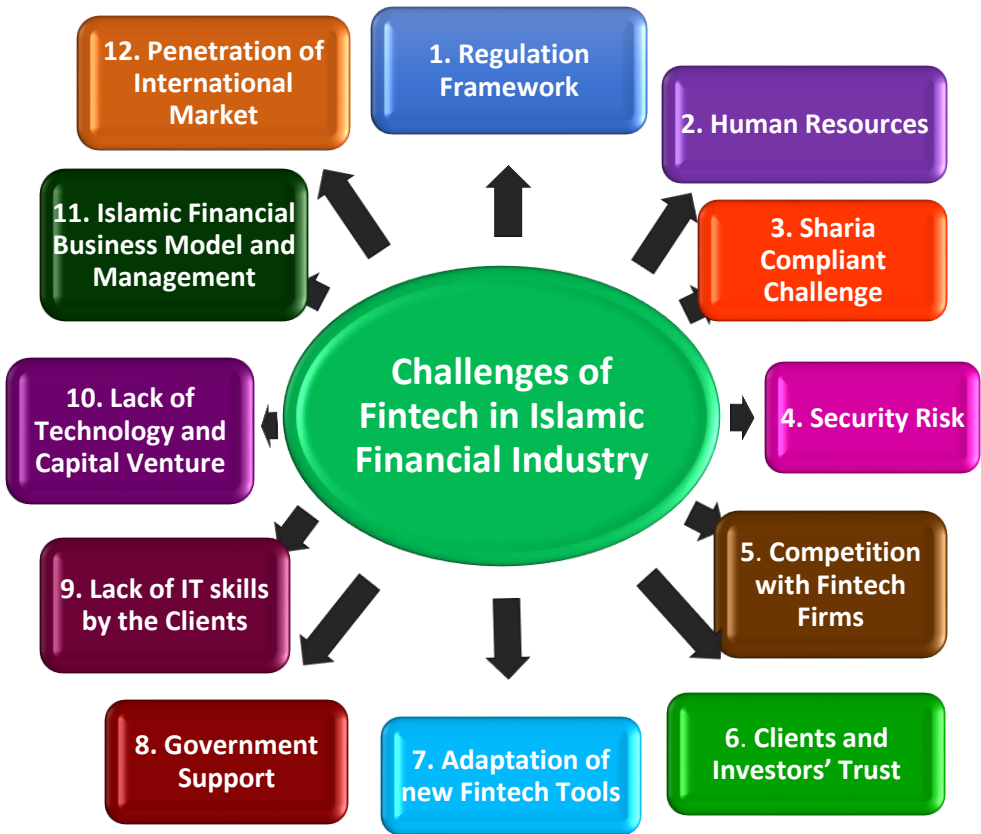 Challenges of
Fintech in Islamic
Financial Industry
1. Regulation
Framework
2. Human Resources
3. Sharia
Compliant
Challenge
4. Security Risk
5. Competition
with Fintech
Firms
6. Clients and
Investors’ Trust
7. Adaptation of
new Fintech Tools
8. Government
Support
9. Lack of IT skills
by the Clients
10. Lack of
Technology and
Capital Venture
11. Islamic Financial
Business Model and
Management
12. Penetration of
International
Market